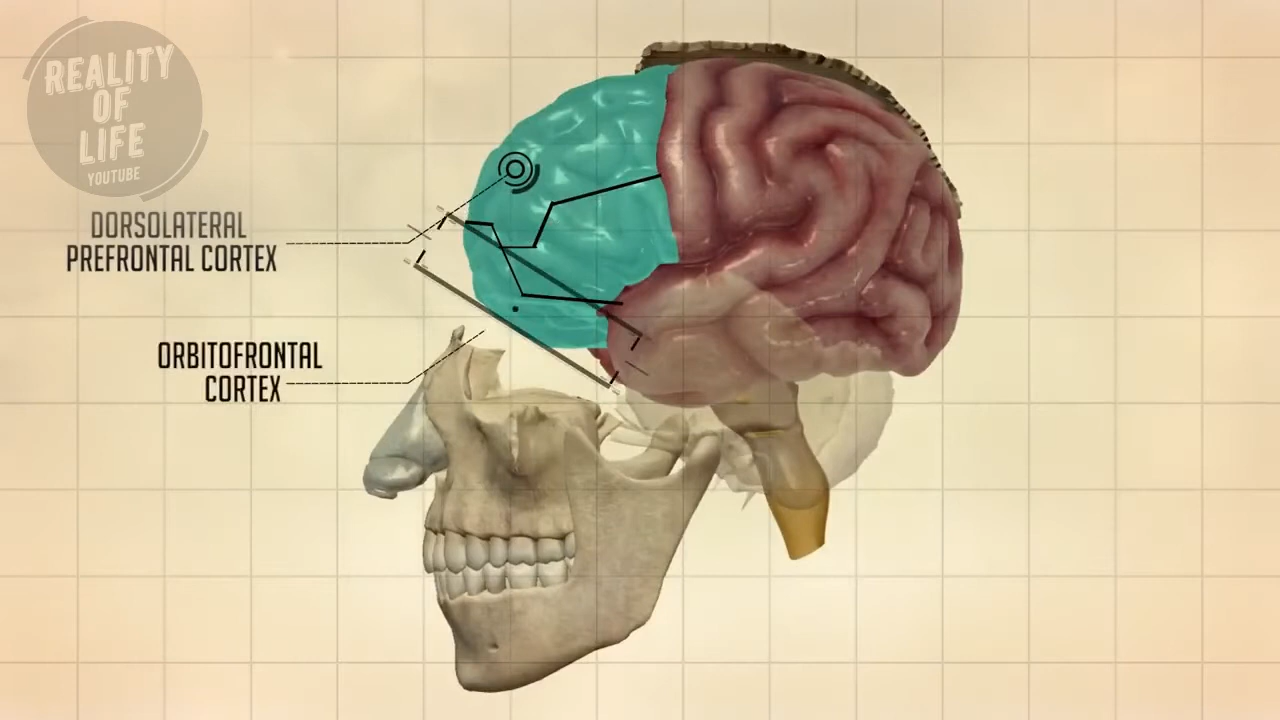 REALITY
OF
LIFE
YOUTUBE
DORSOLATERAL
PREFRONTAL CORTEX
ORBITOFRONTAL
CORTEX